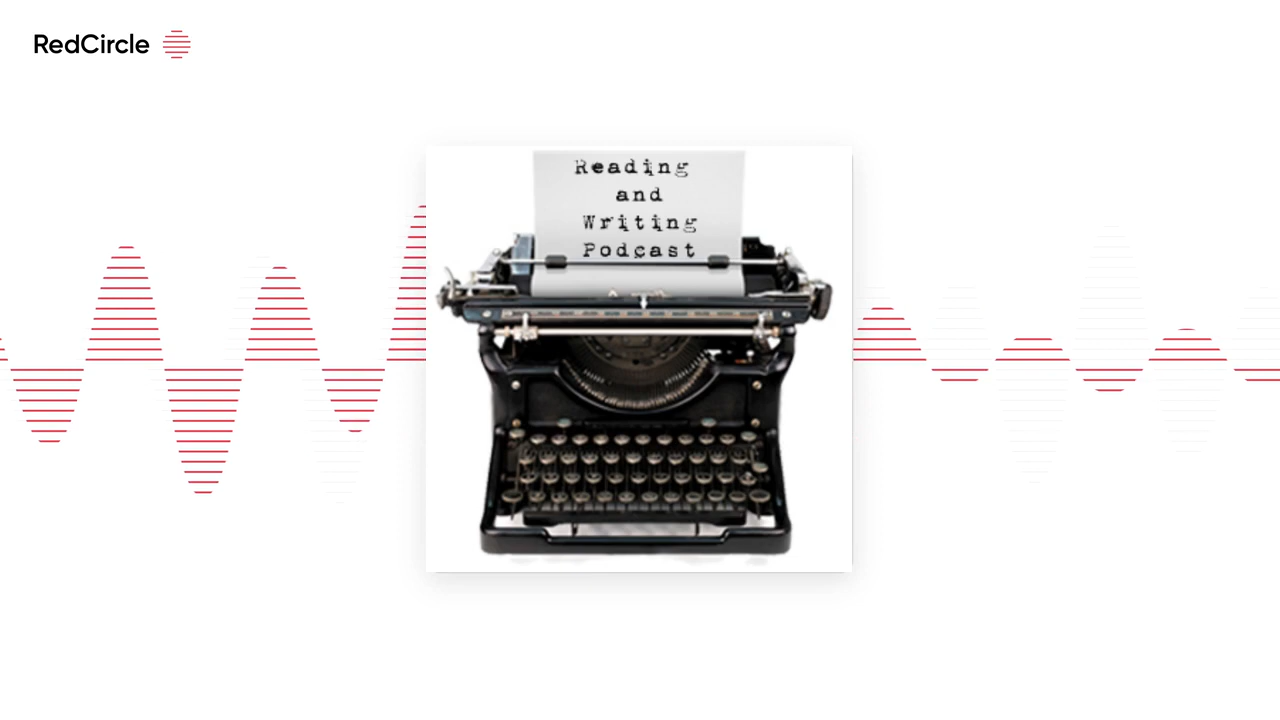 RedCircle
Reading
and
Writing
Podcast